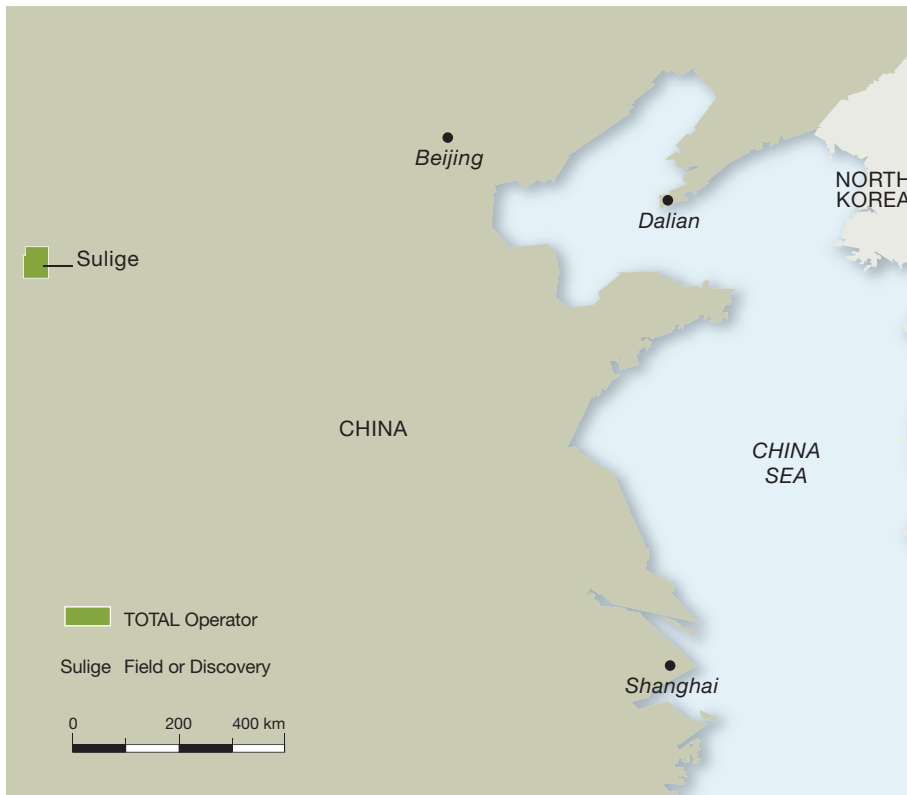 Beijing
NORTH
KOREA
Dalian
Sulige
CHINA
CHINA
SEA
TOTAL Operator
Sulige Field or Discovery
Shanghai
0 200 400 km